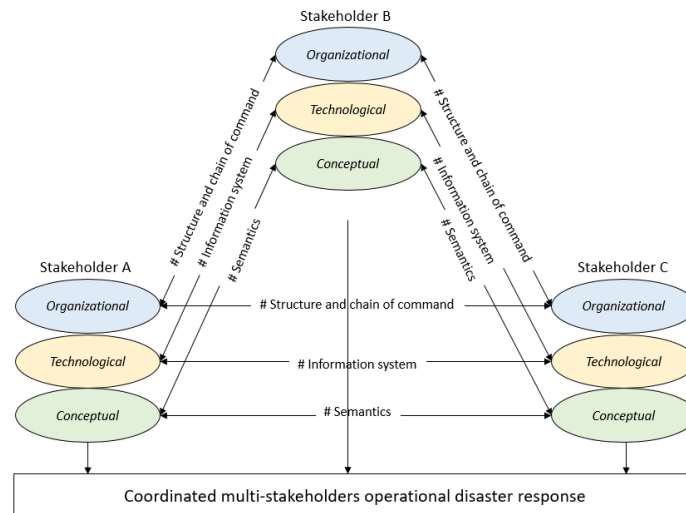 Stakeholder B
Organizational
Technological
Conceptual
# Structure and chain of command
# Information system
# Semantics
# Structure and chain of command
# Information system
# Semantics
Stakeholder A
Organizational
Technological
Conceptual
Stakeholder C
Organizational
Technological
Conceptual
# Structure and chain of command
# Information system
# Semantics
Coordinated multi-stakeholders operational disaster response